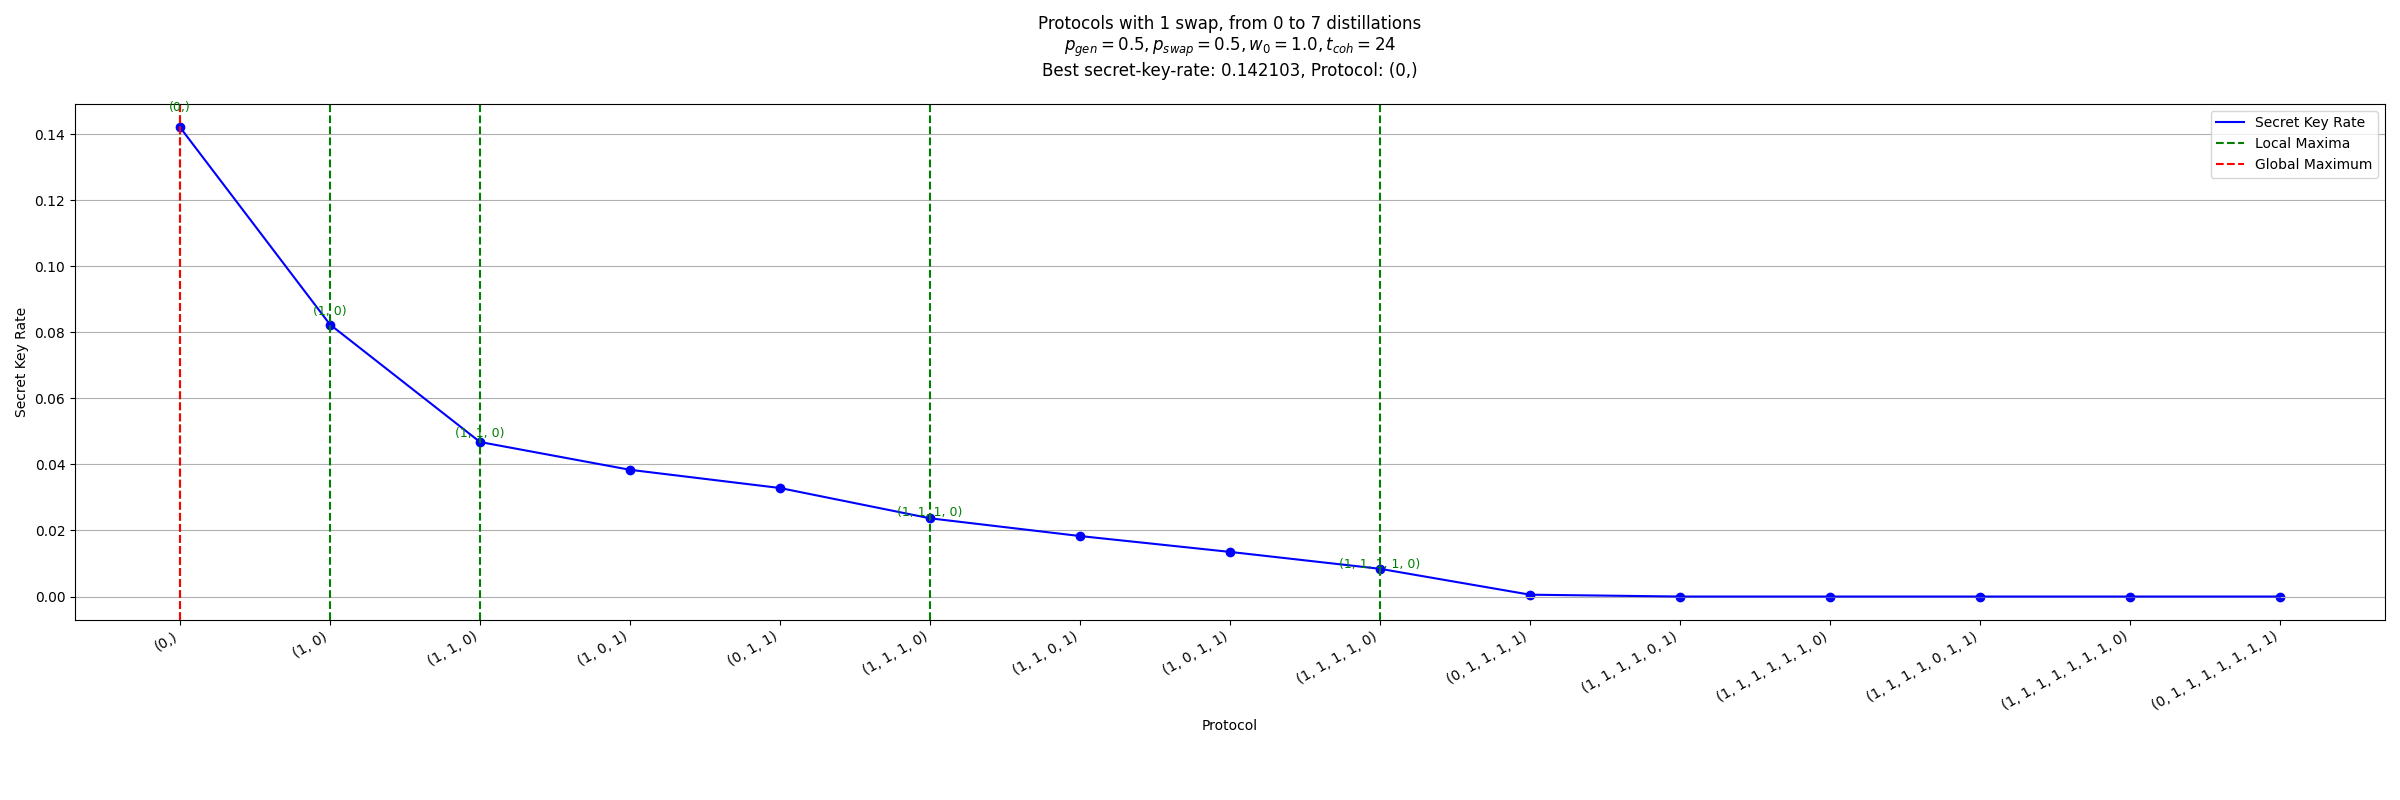 Protocols with 1 swap, from 0 to 7 distillations
p_gen = 0.5, p_swap = 0.5, w_0 = 1.0, t_coh = 24
Best secret-key-rate: 0.142103, Protocol: (0,)
Secret Key Rate
Local Maxima
Global Maximum
(0,)
(1, 0)
(1, 1, 0)
(1, 1, 1, 0)
(1, 1, 1, 1, 0)
Secret Key Rate
0.14
0.12
0.10
0.08
0.06
0.04
0.02
0.00
(0,)
(1, 0)
(1, 1, 0)
(1, 0, 1)
(0, 1, 1)
(1, 1, 1, 0)
(1, 1, 0, 1)
(1, 0, 1, 1)
(1, 1, 1, 1, 0)
(0, 1, 1, 1, 1)
(1, 1, 1, 1, 0, 1)
(1, 1, 1, 1, 1, 1, 0)
(1, 1, 1, 1, 0, 1, 1)
(1, 1, 1, 1, 1, 1, 1, 0)
(0, 1, 1, 1, 1, 1, 1, 1)
Protocol